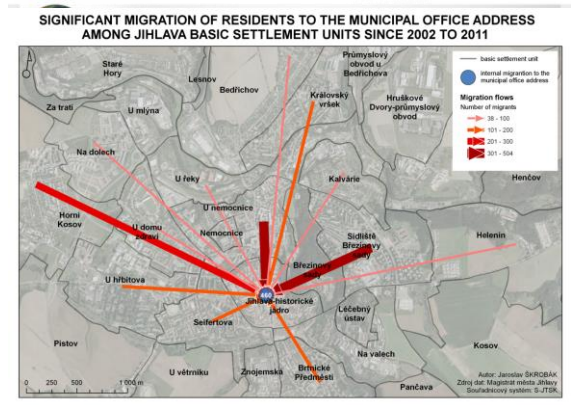 SIGNIFICANT MIGRATION OF RESIDENTS TO THE MUNICIPAL OFFICE ADDRESS
AMONG JIHLAVA BASIC SETTLEMENT UNITS SINCE 2002 TO 2011
Staré
Hory
Lesnov
Bedřichov
Průmyslový
obvod u
Bedřichova
basic settlement unit
Internal migrantion to the
municipal office address
Migration flows
Number of migrants
38 - 100
101 - 200
201 - 300
301 - 504
Za tratí
U mlýna
Královský
vršek
Hruškové
Dvory-průmyslový
obvod
Na dolech
U řeky
Kalvárie
Henčov
Horní
Kosov
U nemocnice
Nemocnice
U domu
zdraví
Sídliště
Březinovy
sady
Helenín
Březinovy
sady
U hřbitova
Jihlava-historické
jádro
Seifertova
Léčebný
ústav
Pístov
U větrníku
Znojemská
Brtnické
Předměstí
Na valech
Kosov
Pančava
0 250 500 1 000 m
Autor: Jaroslav ŠKROBÁK
Zdroj dat: Magistrát města Jihlavy
Souřadnicový systém: S-JTSK